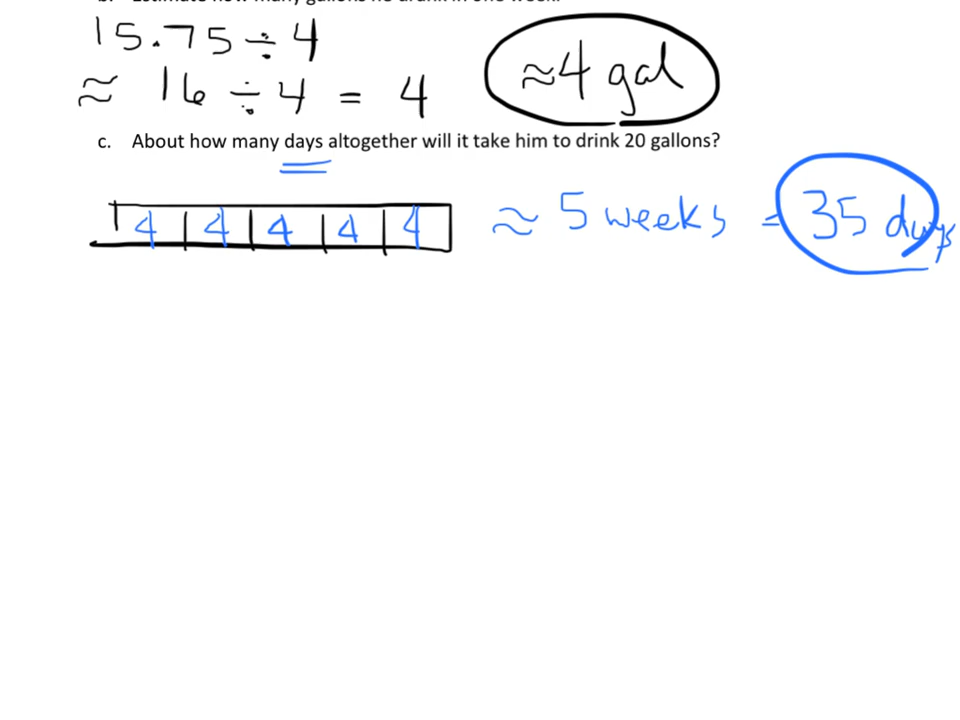 15.75 ÷ 4
≈ 16 ÷ 4 = 4
≈4 gal
c. About how many days altogether will it take him to drink 20 gallons?
4 4 4 4 4 ≈ 5 weeks = 35 days